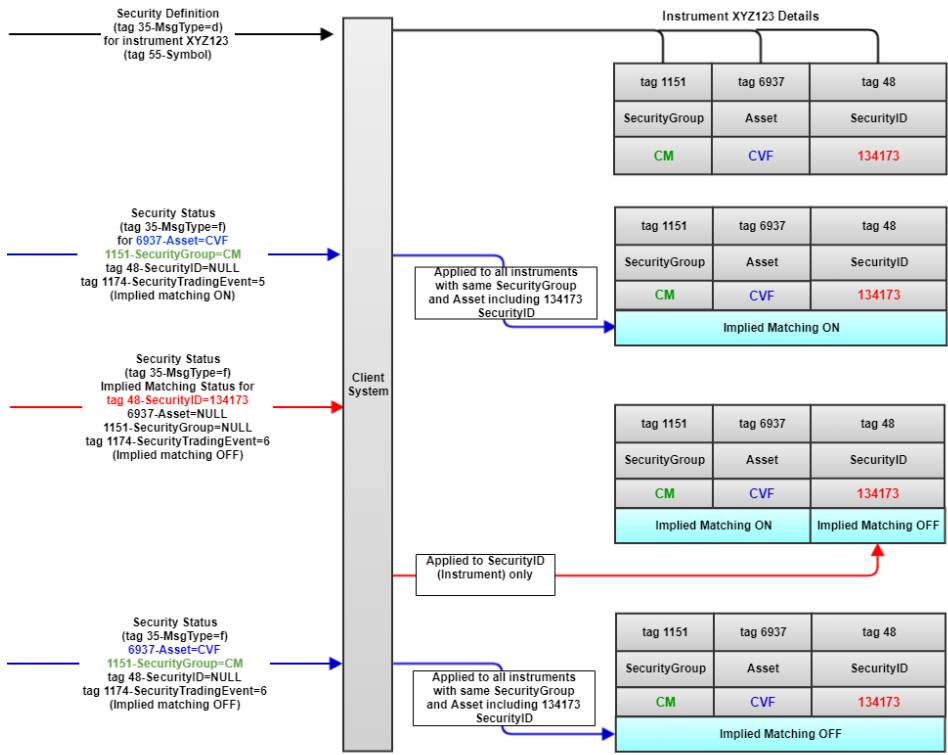 Security Definition
(tag 35-MsgType=d)
for instrument XYZ123
(tag 55-Symbol)
Instrument XYZ123 Details
tag 1151 tag 6937 tag 48
SecurityGroup Asset SecurityID
CM CVF 134173
Security Status
(tag 35-MsgType=f)
for 6937-Asset=CVF
1151-SecurityGroup=CM
tag 48-SecurityID=NULL
tag 1174-SecurityTradingEvent=5
(Implied matching ON)
Applied to all instruments
with same SecurityGroup
and Asset including 134173
SecurityID
tag 1151 tag 6937 tag 48
SecurityGroup Asset SecurityID
CM CVF 134173
Implied Matching ON
Client
System
Security Status
(tag 35-MsgType=f)
Implied Matching Status for
tag 48-SecurityID=134173
6937-Asset=NULL
1151-SecurityGroup=NULL
tag 1174-SecurityTradingEvent=6
(Implied matching OFF)
tag 1151 tag 6937 tag 48
SecurityGroup Asset SecurityID
CM CVF 134173
Implied Matching ON Implied Matching OFF
Applied to SecurityID
(Instrument) only
Security Status
(tag 35-MsgType=f)
6937-Asset=CVF
1151-SecurityGroup=CM
tag 48-SecurityID=NULL
tag 1174-SecurityTradingEvent=6
(Implied matching OFF)
Applied to all instruments
with same SecurityGroup
and Asset including 134173
SecurityID
tag 1151 tag 6937 tag 48
SecurityGroup Asset SecurityID
CM CVF 134173
Implied Matching OFF